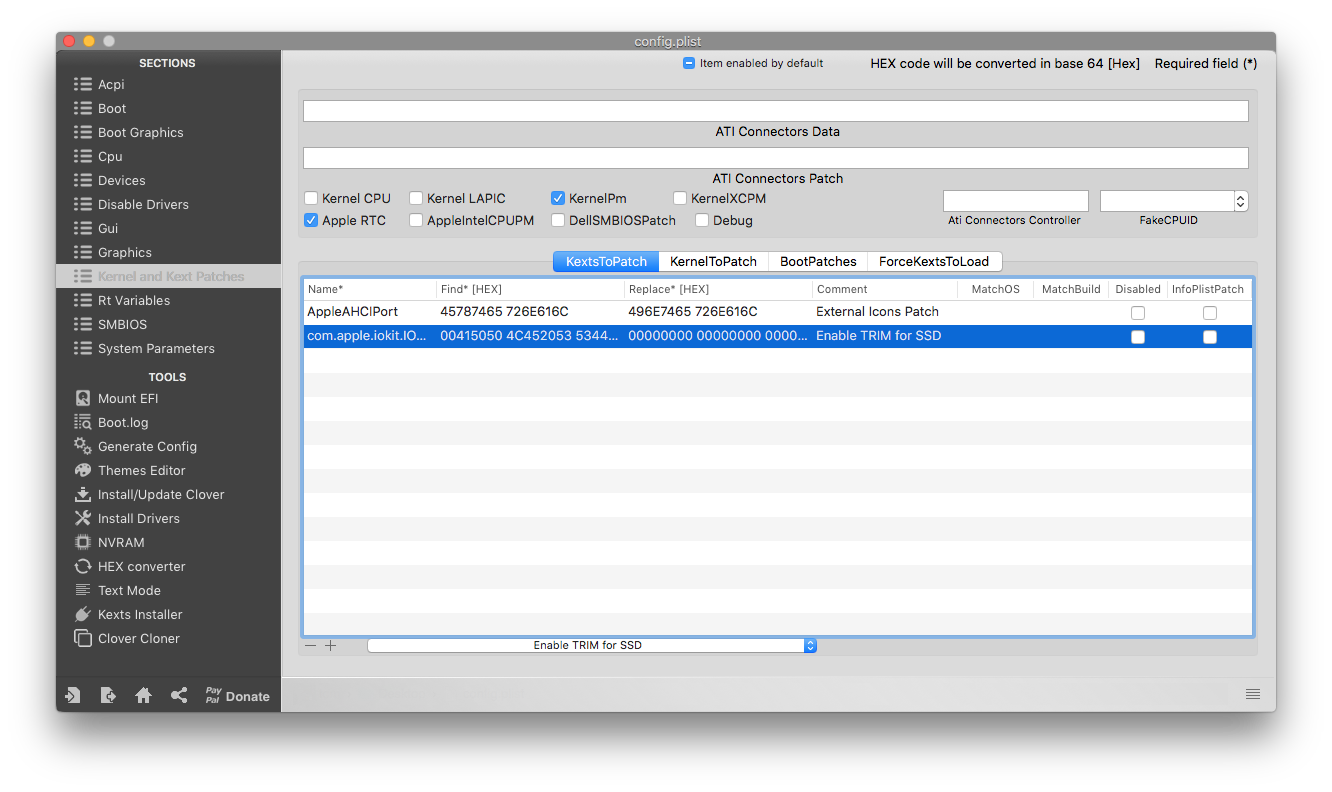 config.plist
SECTIONS
Acpi
Boot
Boot Graphics
Cpu
Devices
Disable Drivers
Gui
Graphics
Kernel and Kext Patches
Rt Variables
SMBIOS
System Parameters
TOOLS
Mount EFI
Boot.log
Generate Config
Themes Editor
Install/Update Clover
Install Drivers
NVRAM
HEX converter
Text Mode
Kexts Installer
Clover Cloner
Pay Pal Donate
Item enabled by default HEX code will be converted in base 64 [Hex] Required field (*)
ATI Connectors Data
ATI Connectors Patch
Kernel CPU Kernel LAPIC KernelPm KernelXCPM
Apple RTC AppleIntelCPUPM DellSMBIOSPatch Debug Ati Connectors Controller FakeCPUID
KextsToPatch KernelToPatch BootPatches ForceKextsToLoad
Name* Find* [HEX] Replace* [HEX] Comment MatchOS MatchBuild Disabled InfoPlistPatch
AppleAHCIPort 45787465 726E616C 496E7465 726E616C External Icons Patch
com.apple.iokit.IO... 00415050 4C452053 5344... 00000000 00000000 0000... Enable TRIM for SSD
Enable TRIM for SSD